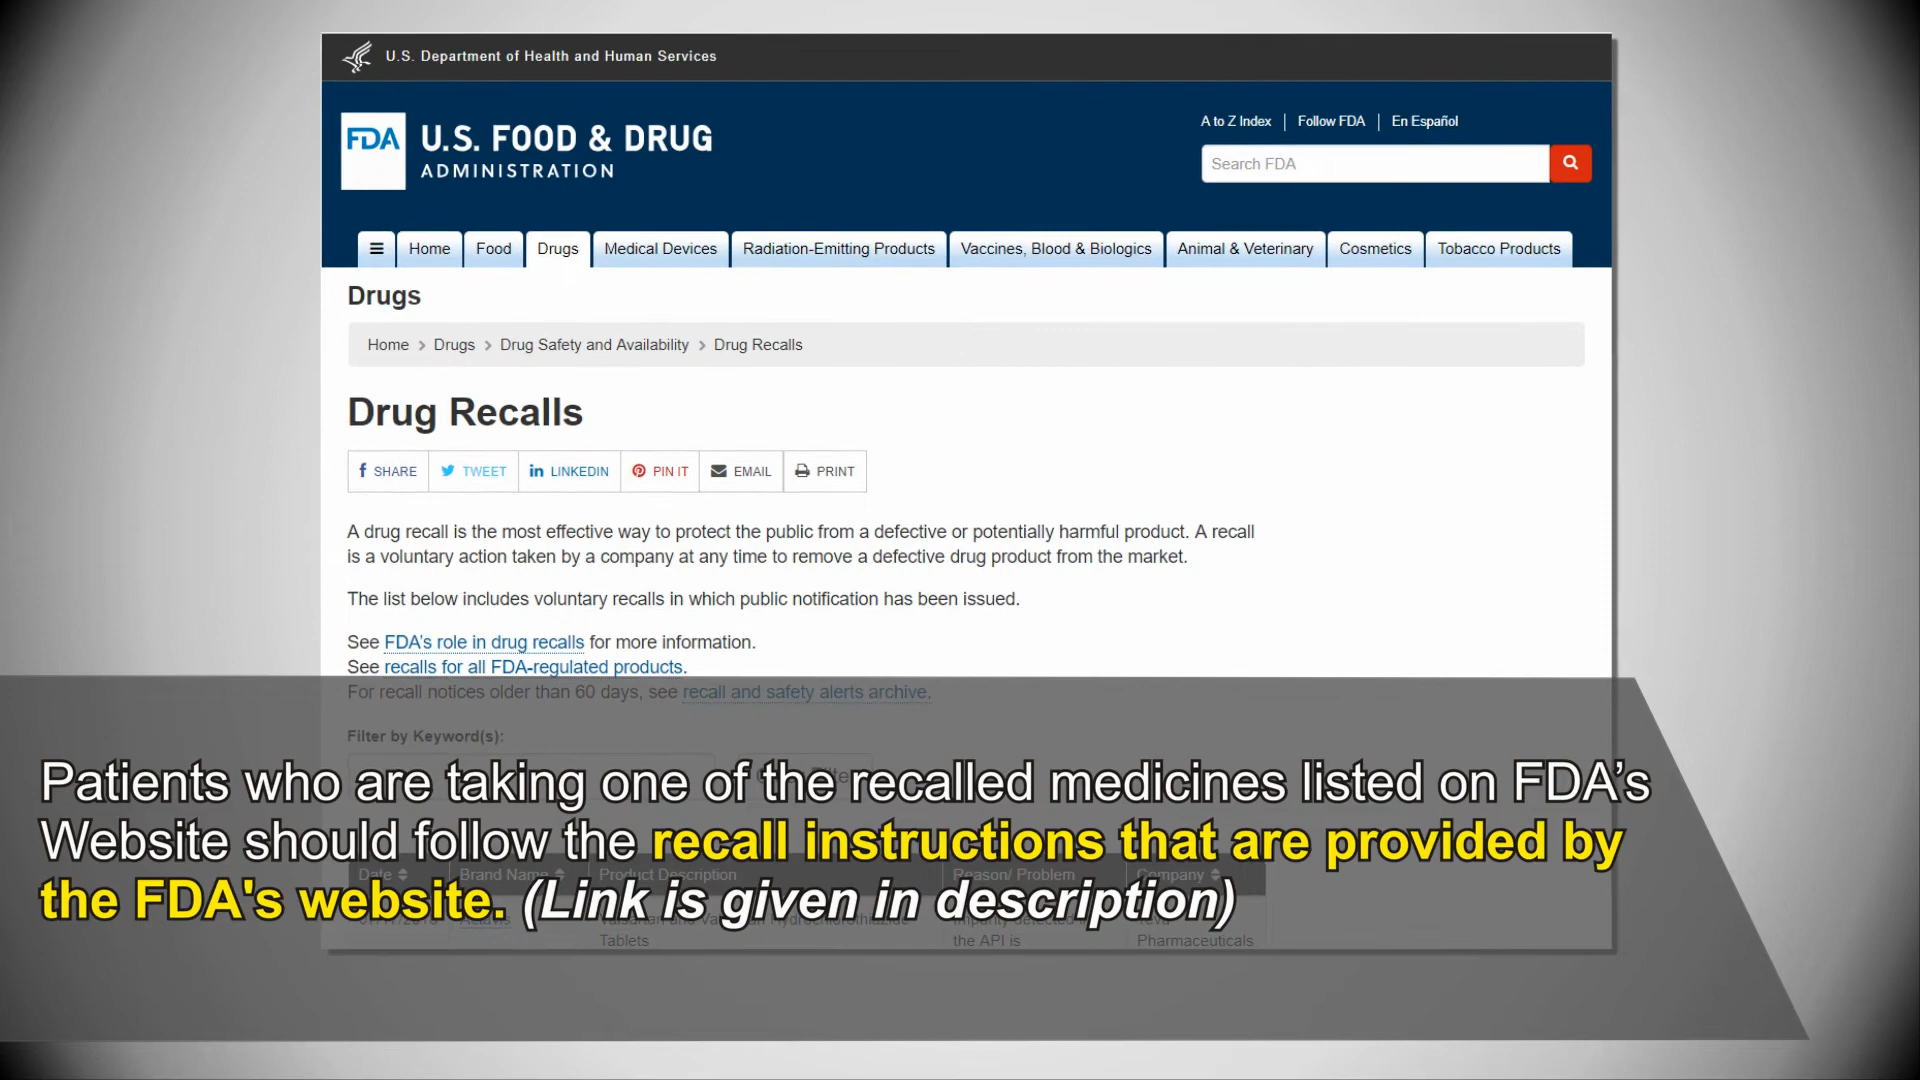 U.S. Department of Health and Human Services
FDA U.S. FOOD & DRUG
ADMINISTRATION
A to Z Index | Follow FDA | En Español
Search FDA
Home Food Drugs Medical Devices Radiation-Emitting Products Vaccines, Blood & Biologics Animal & Veterinary Cosmetics Tobacco Products
Drugs
Home > Drugs > Drug Safety and Availability > Drug Recalls
Drug Recalls
SHARE TWEET LINKEDIN PIN IT EMAIL PRINT
A drug recall is the most effective way to protect the public from a defective or potentially harmful product. A recall
is a voluntary action taken by a company at any time to remove a defective drug product from the market.
The list below includes voluntary recalls in which public notification has been issued.
See FDA's role in drug recalls for more information.
See recalls for all FDA-regulated products.
For recall notices older than 60 days, see recall and safety alerts archive.
Filter by Keyword(s):
Patients who are taking one of the recalled medicines listed on FDA's
Website should follow the recall instructions that are provided by
the FDA's website. (Link is given in description)
Date Brand Name Product Description Reason/ Problem Company
Tablets the API is Pharmaceuticals